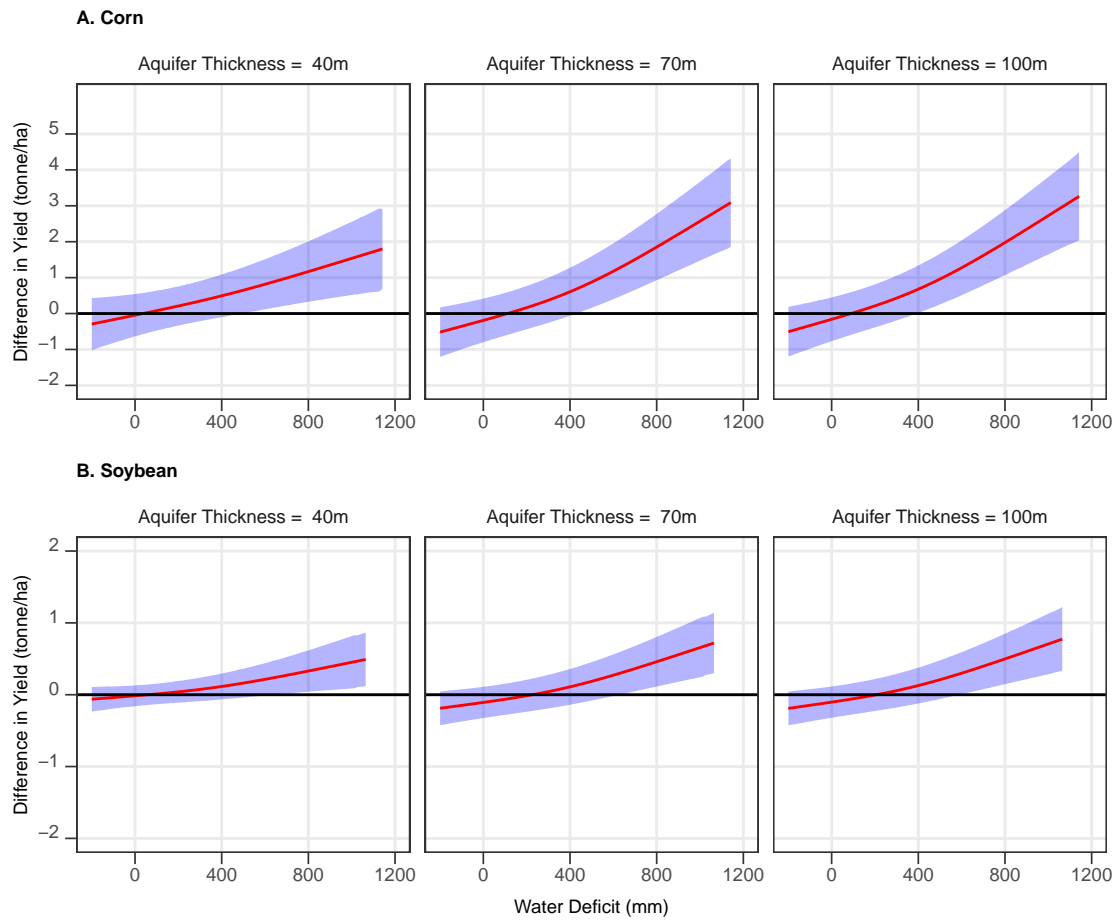 A. Corn
Aquifer Thickness =  40m
Aquifer Thickness =  70m
Aquifer Thickness = 100m
Difference in Yield (tonne/ha)
5
4
3
2
1
0
−1
−2
0 400 800 1200
0 400 800 1200
0 400 800 1200
B. Soybean
Aquifer Thickness =  40m
Aquifer Thickness =  70m
Aquifer Thickness = 100m
Difference in Yield (tonne/ha)
2
1
0
−1
−2
0 400 800 1200
0 400 800 1200
0 400 800 1200
Water Deficit (mm)